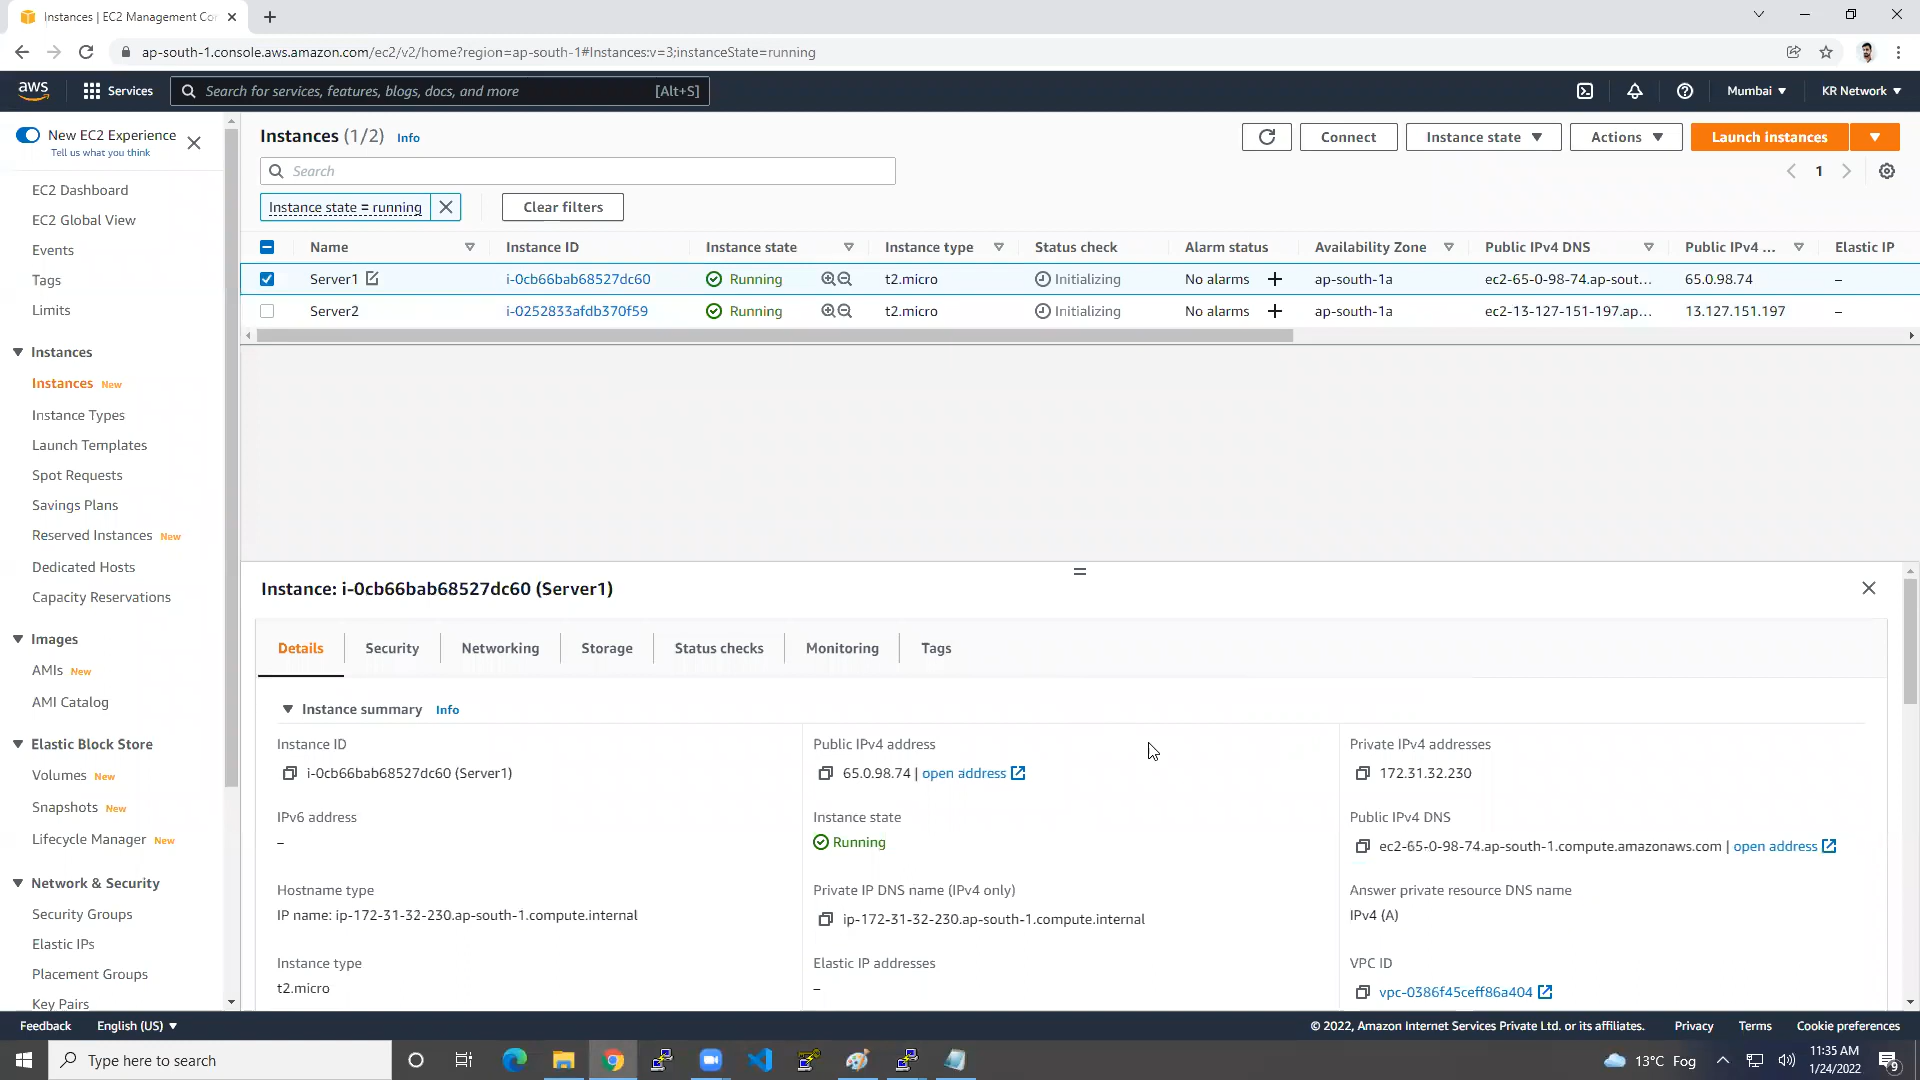 Instances | EC2 Management Con
ap-south-1.console.aws.amazon.com/ec2/v2/home?region=ap-south-1#Instances:v=3;instanceState=running
aws Services Search for services, features, blogs, docs, and more [Alt+S] Mumbai KR Network
New EC2 Experience
Tell us what you think
EC2 Dashboard
EC2 Global View
Events
Tags
Limits
Instances
Instances New
Instance Types
Launch Templates
Spot Requests
Savings Plans
Reserved Instances New
Dedicated Hosts
Capacity Reservations
Images
AMIs New
AMI Catalog
Elastic Block Store
Volumes New
Snapshots New
Lifecycle Manager New
Network & Security
Security Groups
Elastic IPs
Placement Groups
Key Pairs
Instances (1/2) Info Connect Instance state Actions Launch instances
Search 1
Instance state = running Clear filters
Name Instance ID Instance state Instance type Status check Alarm status Availability Zone Public IPv4 DNS Public IPv4 ... Elastic IP
Server1 i-0cb66bab68527dc60 Running t2.micro Initializing No alarms + ap-south-1a ec2-65-0-98-74.ap-sout... 65.0.98.74 –
Server2 i-0252833afdb370f59 Running t2.micro Initializing No alarms + ap-south-1a ec2-13-127-151-197.ap... 13.127.151.197 –
Instance: i-0cb66bab68527dc60 (Server1)
Details Security Networking Storage Status checks Monitoring Tags
Instance summary Info
Instance ID
i-0cb66bab68527dc60 (Server1)
Public IPv4 address
65.0.98.74 | open address
Private IPv4 addresses
172.31.32.230
IPv6 address
–
Instance state
Running
Public IPv4 DNS
ec2-65-0-98-74.ap-south-1.compute.amazonaws.com | open address
Hostname type
IP name: ip-172-31-32-230.ap-south-1.compute.internal
Private IP DNS name (IPv4 only)
ip-172-31-32-230.ap-south-1.compute.internal
Answer private resource DNS name
IPv4 (A)
Instance type
t2.micro
Elastic IP addresses
–
VPC ID
vpc-0386f45ceff86a404
Feedback English (US) © 2022, Amazon Internet Services Private Ltd. or its affiliates. Privacy Terms Cookie preferences
Type here to search
13°C Fog
11:35 AM
1/24/2022
9